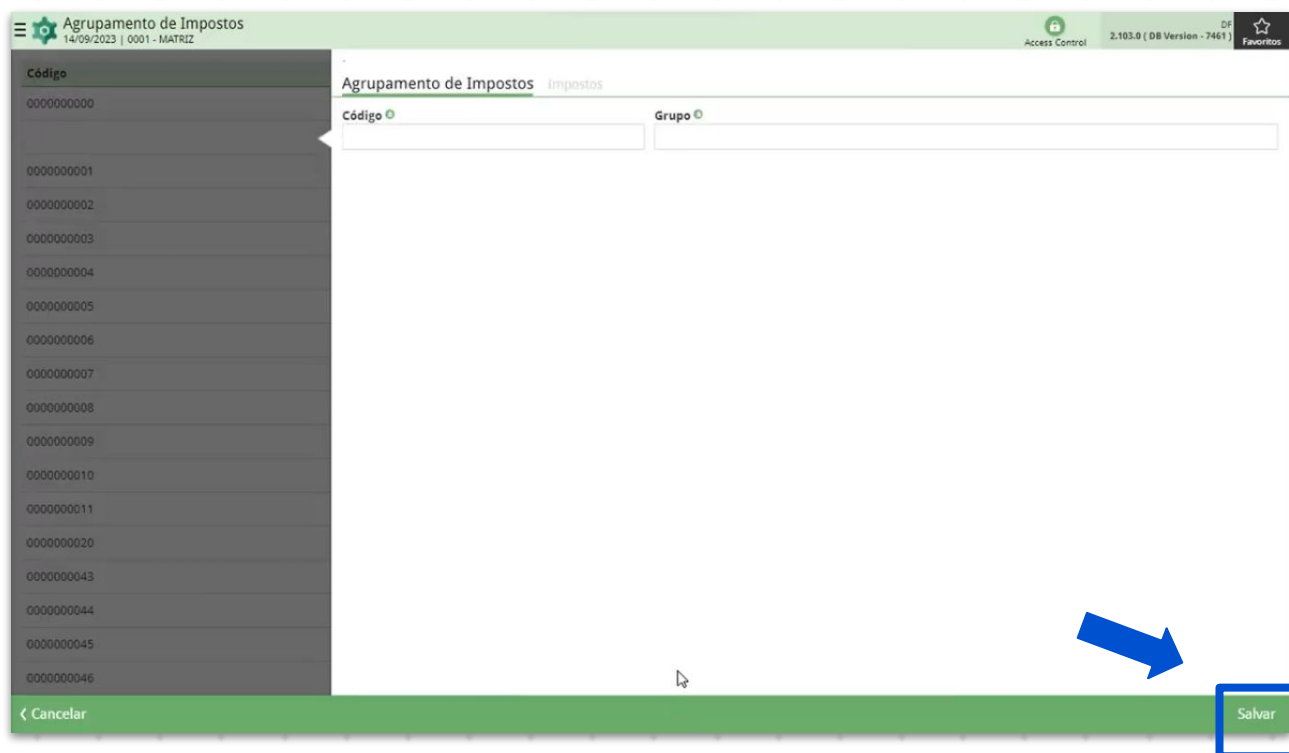 Agrupamento de Impostos
14/09/2023 | 0001 - MATRIZ
Access Control
DF
2.103.0 ( DB Version - 7461 )
Favoritos
Código
0000000000
0000000001
0000000002
0000000003
0000000004
0000000005
0000000006
0000000007
0000000008
0000000009
0000000010
0000000011
0000000020
0000000043
0000000044
0000000045
0000000046
Agrupamento de Impostos Impostos
Código Grupo
Cancelar
Salvar